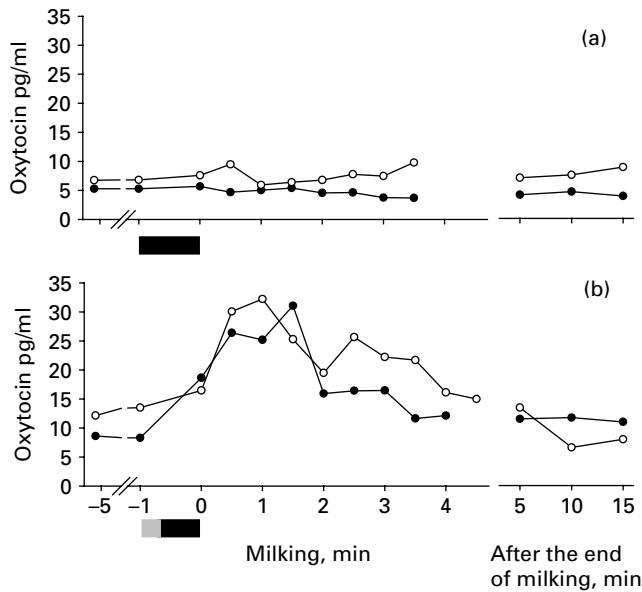 35
30
25
20
15
10
5
0
Oxytocin pg/ml
(a)
35
30
25
20
15
10
5
0
Oxytocin pg/ml
(b)
–5 –1 0 1 2 3 4 5 10 15
Milking, min
After the end
of milking, min